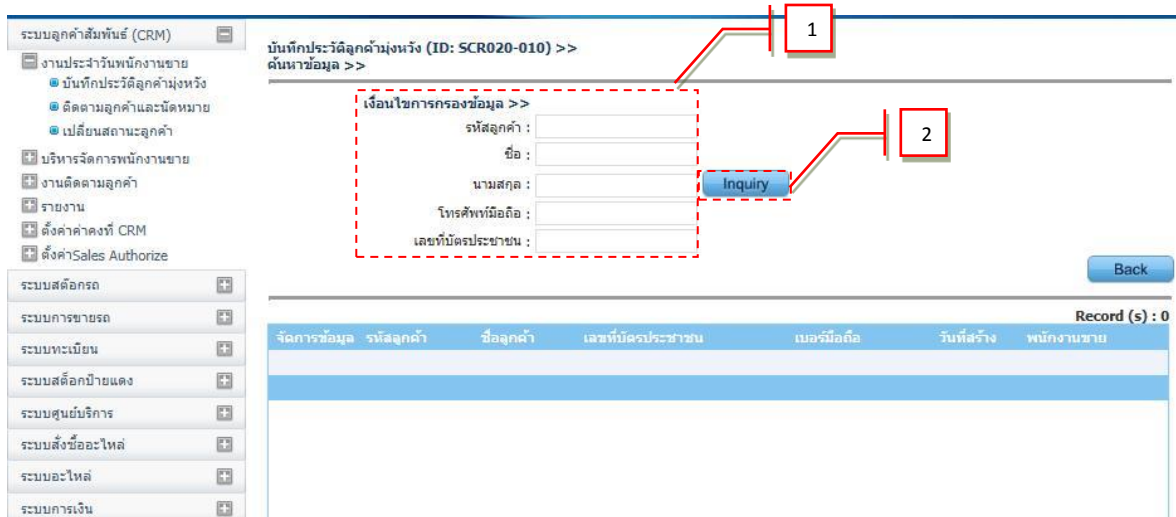 ระบบลูกค้าสัมพันธ์ (CRM)
งานประจำวันพนักงานขาย
บันทึกประวัติลูกค้ามุ่งหวัง
ติดตามลูกค้าและนัดหมาย
เปลี่ยนสถานะลูกค้า
บริหารจัดการพนักงานขาย
งานติดตามลูกค้า
รายงาน
ตั้งค่าค่าคงที่ CRM
ตั้งค่าSales Authorize
ระบบสต๊อกรถ
ระบบการขายรถ
ระบบทะเบียน
ระบบสต็อกป้ายแดง
ระบบศูนย์บริการ
ระบบสั่งซื้ออะไหล่
ระบบอะไหล่
ระบบการเงิน
บันทึกประวัติลูกค้ามุ่งหวัง (ID: SCR020-010) >>
ค้นหาข้อมูล >>
1
เงื่อนไขการกรองข้อมูล >>
รหัสลูกค้า :
ชื่อ :
นามสกุล :
โทรศัพท์มือถือ :
เลขที่บัตรประชาชน :
Inquiry
2
Back
Record (s) : 0
จัดการข้อมูล รหัสลูกค้า ชื่อลูกค้า เลขที่บัตรประชาชน เบอร์มือถือ วันที่สร้าง พนักงานขาย